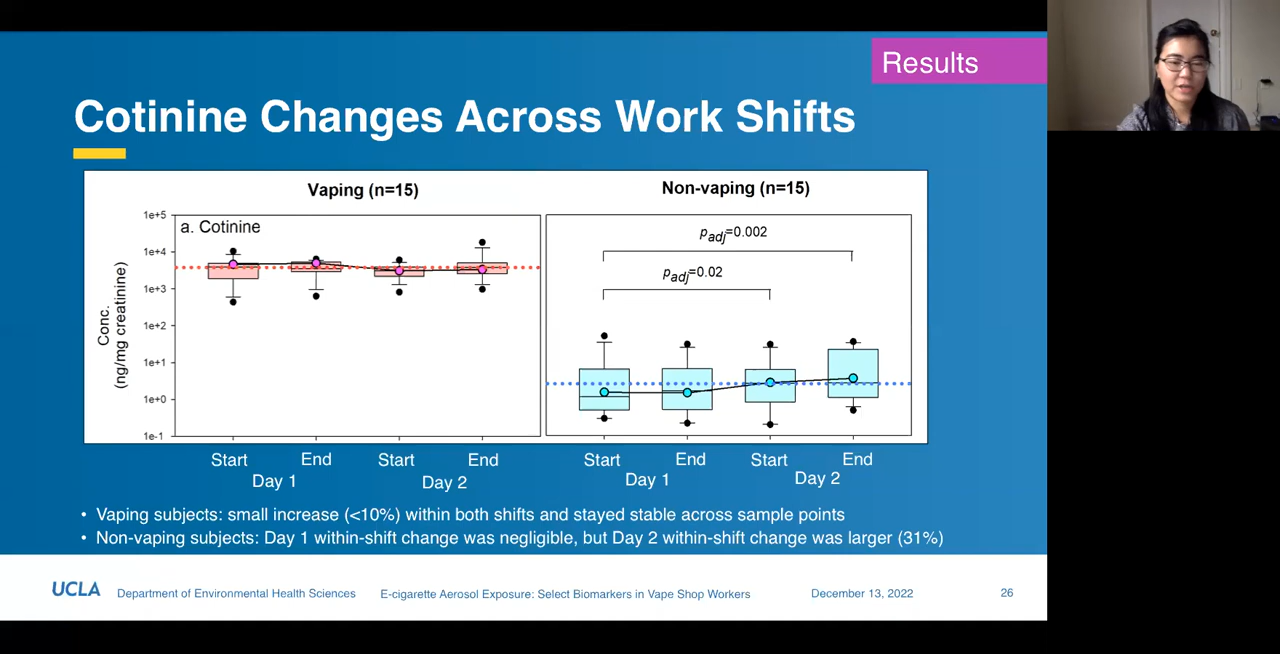 Results
Cotinine Changes Across Work Shifts
Vaping (n=15)
Non-vaping (n=15)
a. Cotinine
Conc.
(ng/mg creatinine)
1e+5
1e+4
1e+3
1e+2
1e+1
1e+0
1e-1
padj=0.002
padj=0.02
Start End Start End
Day 1 Day 2
Start End Start End
Day 1 Day 2
• Vaping subjects: small increase (<10%) within both shifts and stayed stable across sample points
• Non-vaping subjects: Day 1 within-shift change was negligible, but Day 2 within-shift change was larger (31%)
UCLA Department of Environmental Health Sciences E-cigarette Aerosol Exposure: Select Biomarkers in Vape Shop Workers December 13, 2022 26